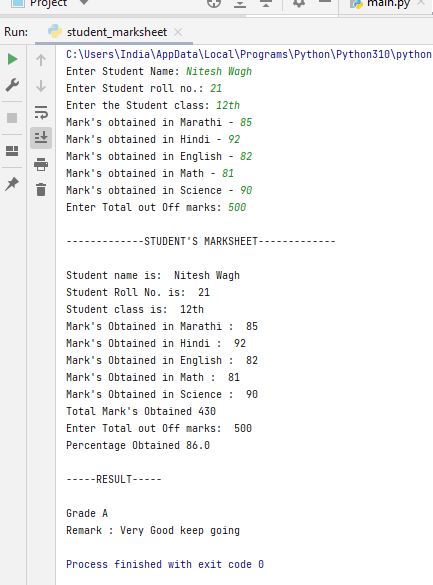 Project
main.py
Run: student_marksheet
C:\Users\India\AppData\Local\Programs\Python\Python310\python
Enter Student Name: Nitesh Wagh
Enter Student roll no.: 21
Enter the Student class: 12th
Mark's obtained in Marathi - 85
Mark's obtained in Hindi - 92
Mark's obtained in English - 82
Mark's obtained in Math - 81
Mark's obtained in Science - 90
Enter Total out Off marks: 500
-------------STUDENT'S MARKSHEET-------------
Student name is:  Nitesh Wagh
Student Roll No. is:  21
Student class is:  12th
Mark's Obtained in Marathi :  85
Mark's Obtained in Hindi :  92
Mark's Obtained in English :  82
Mark's Obtained in Math :  81
Mark's Obtained in Science :  90
Total Mark's Obtained 430
Enter Total out Off marks:  500
Percentage Obtained 86.0
-----RESULT-----
Grade A
Remark : Very Good keep going
Process finished with exit code 0